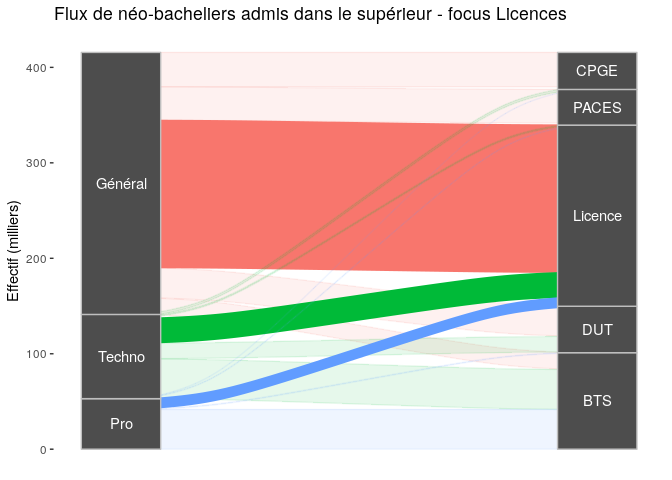 Flux de néo-bacheliers admis dans le supérieur - focus Licences
Effectif (milliers)
400
300
200
100
0
Général
Techno
Pro
CPGE
PACES
Licence
DUT
BTS